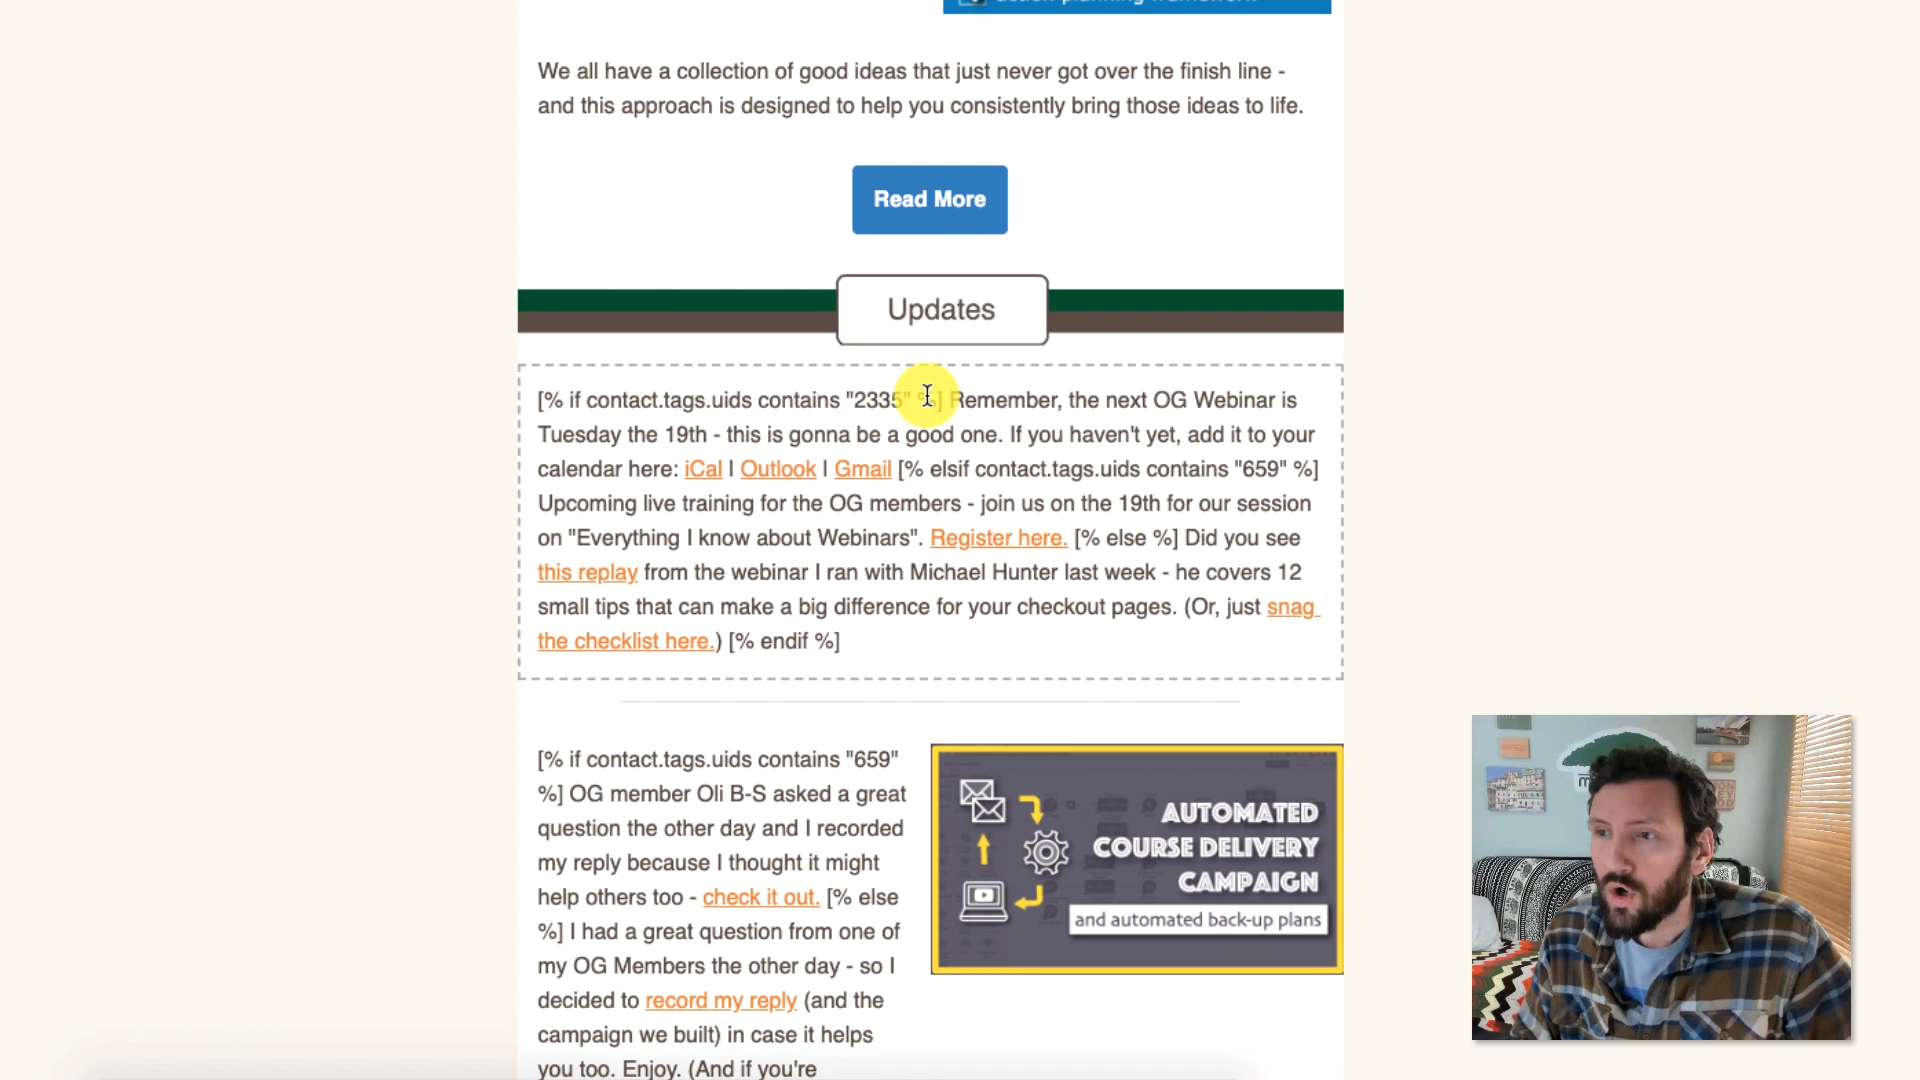 action planning framework
We all have a collection of good ideas that just never got over the finish line -
and this approach is designed to help you consistently bring those ideas to life.
Read More
Updates
[% if contact.tags.uids contains "2335" %] Remember, the next OG Webinar is
Tuesday the 19th - this is gonna be a good one. If you haven't yet, add it to your
calendar here: iCal | Outlook | Gmail [% elsif contact.tags.uids contains "659" %]
Upcoming live training for the OG members - join us on the 19th for our session
on "Everything I know about Webinars". Register here. [% else %] Did you see
this replay from the webinar I ran with Michael Hunter last week - he covers 12
small tips that can make a big difference for your checkout pages. (Or, just snag
the checklist here.) [% endif %]
[% if contact.tags.uids contains "659"
%] OG member Oli B-S asked a great
question the other day and I recorded
my reply because I thought it might
help others too - check it out. [% else
%] I had a great question from one of
my OG Members the other day - so I
decided to record my reply (and the
campaign we built) in case it helps
you too. Enjoy. (And if you're
AUTOMATED
COURSE DELIVERY
CAMPAIGN
and automated back-up plans